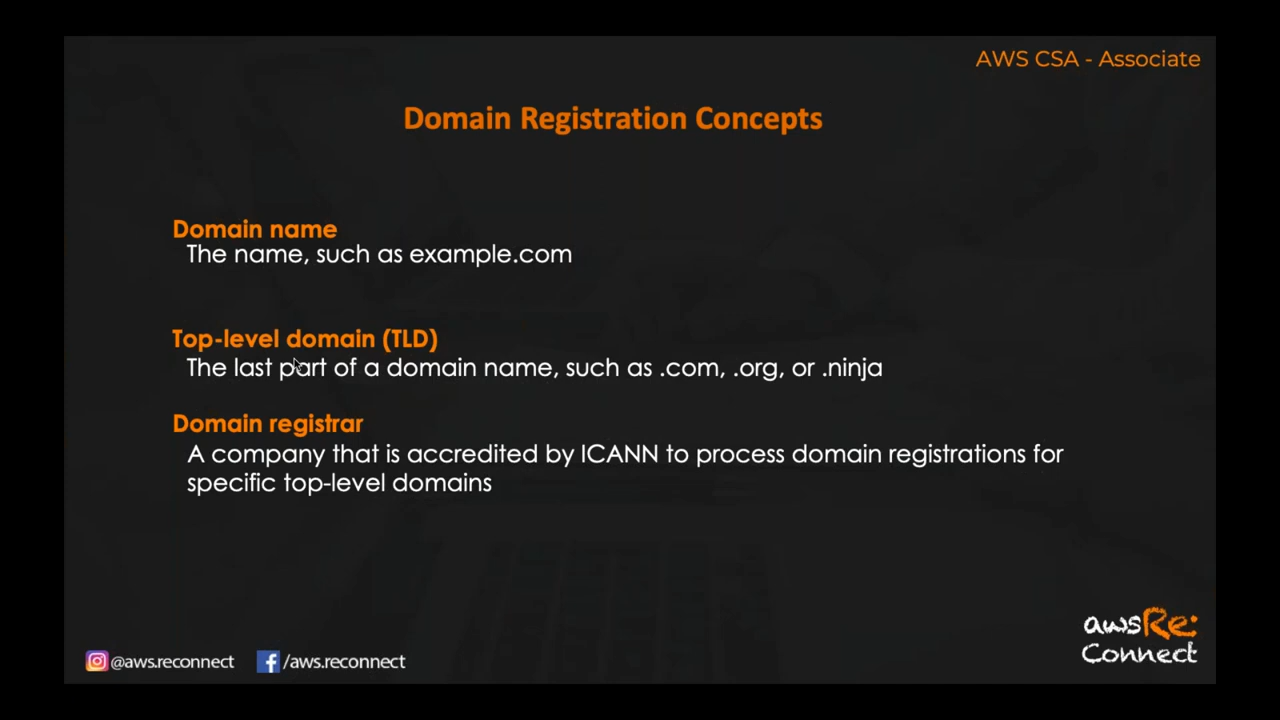 AWS CSA - Associate
Domain Registration Concepts
Domain name
The name, such as example.com
Top-level domain (TLD)
The last part of a domain name, such as .com, .org, or .ninja
Domain registrar
A company that is accredited by ICANN to process domain registrations for
specific top-level domains
awsRe:
Connect
@aws.reconnect /aws.reconnect